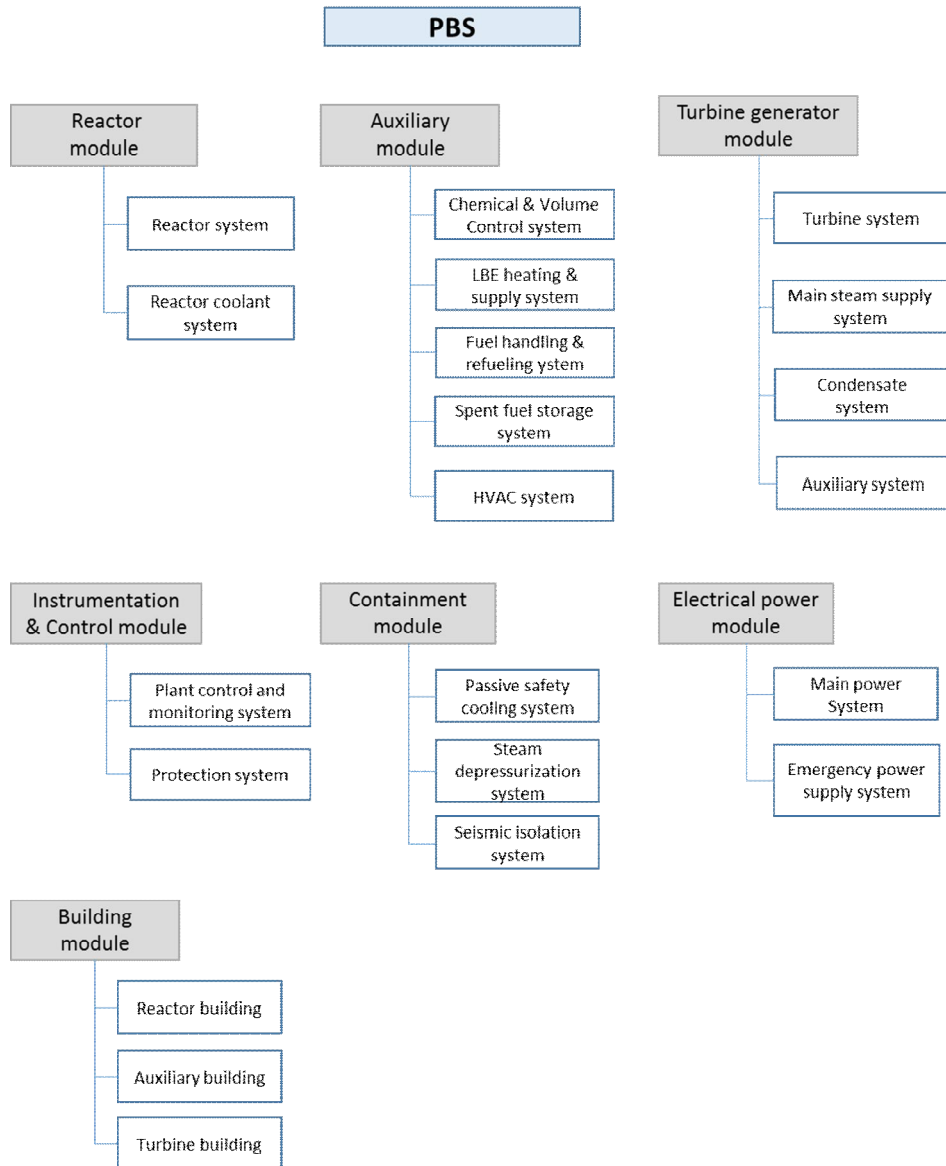 PBS
Reactor
module
Reactor system
Reactor coolant
system
Auxiliary
module
Chemical & Volume
Control system
LBE heating &
supply system
Fuel handling &
refueling ystem
Spent fuel storage
system
HVAC system
Turbine generator
module
Turbine system
Main steam supply
system
Condensate
system
Auxiliary system
Instrumentation
& Control module
Plant control and
monitoring system
Protection system
Containment
module
Passive safety
cooling system
Steam
depressurization
system
Seismic isolation
system
Electrical power
module
Main power
System
Emergency power
supply system
Building
module
Reactor building
Auxiliary building
Turbine building